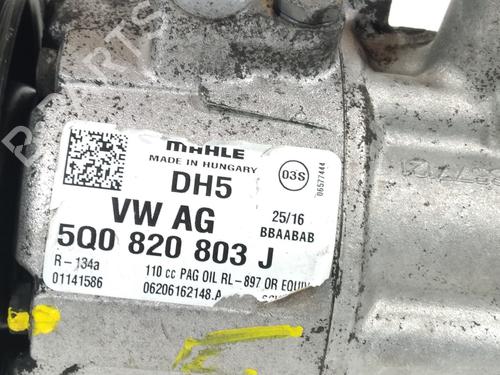 MAHLE
MADE IN HUNGARY
DH5
03S
06577444
VW AG
25/16
BBAABAB
5Q0 820 803 J
R-134a
110 cc PAG OIL RL-897 OR EQUIV
01141586
06206162148.A